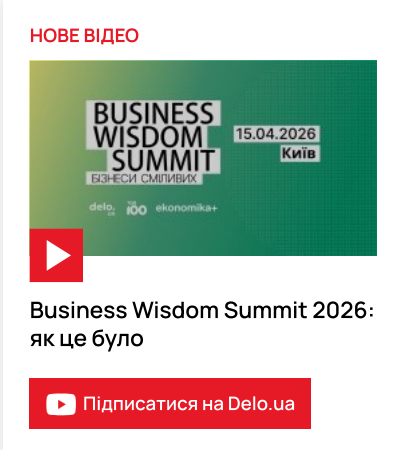 НОВЕ ВІДЕО
BUSINESS
WISDOM
SUMMIT
БІЗНЕСИ СМІЛИВИХ
15.04.2026
Київ
delo.ua
ТОП 100
ekonomika+
Business Wisdom Summit 2026:
як це було
Підписатися на Delo.ua